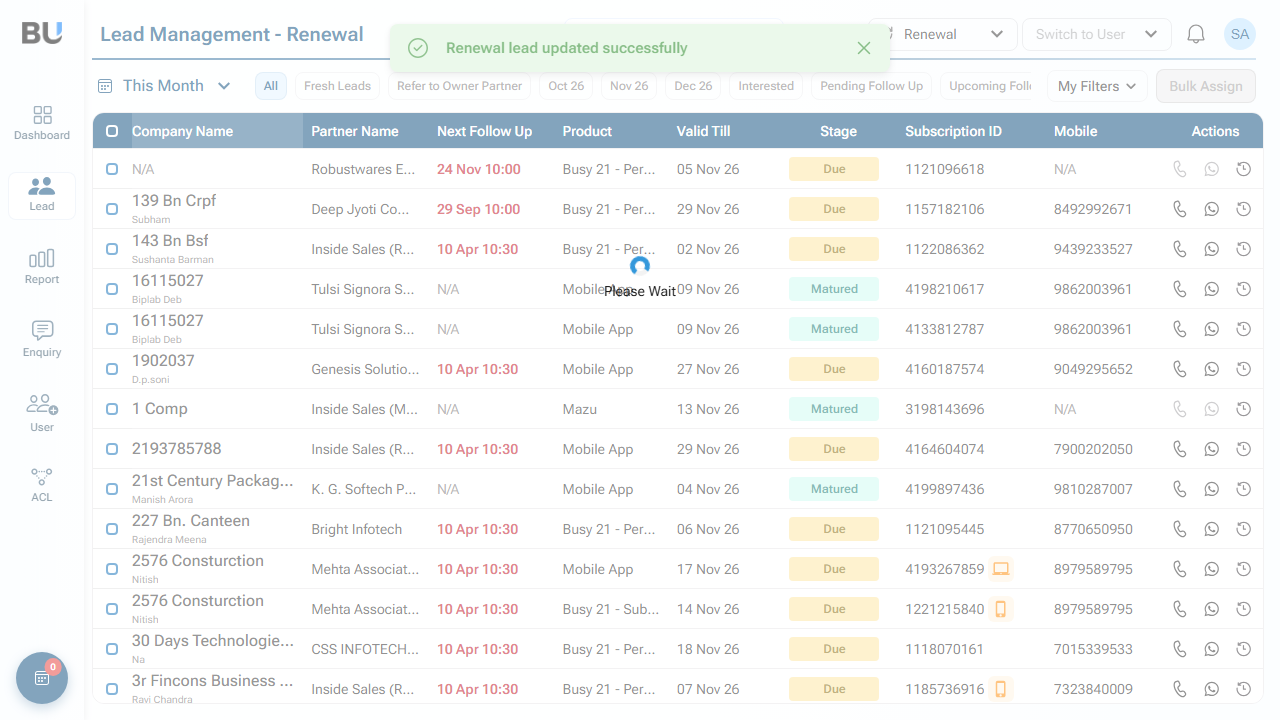 BU
Lead Management - Renewal
Renewal lead updated successfully
Renewal
Switch to User
SA
This Month
All
Fresh Leads
Refer to Owner Partner
Oct 26
Nov 26
Dec 26
Interested
Pending Follow Up
Upcoming Foll
My Filters
Bulk Assign
Dashboard
Lead
Report
Enquiry
User
ACL
0
Company Name Partner Name Next Follow Up Product Valid Till Stage Subscription ID Mobile Actions
N/A Robustwares E... 24 Nov 10:00 Busy 21 - Per... 05 Nov 26 Due 1121096618 N/A
139 Bn Crpf Deep Jyoti Co... 29 Sep 10:00 Busy 21 - Per... 29 Nov 26 Due 1157182106 8492992671
Subham
143 Bn Bsf Inside Sales (R... 10 Apr 10:30 Busy 21 - Per... 02 Nov 26 Due 1122086362 9439233527
Sushanta Barman
16115027 Tulsi Signora S... N/A Mobile App 09 Nov 26 Matured 4198210617 9862003961
Biplab Deb
Please Wait
16115027 Tulsi Signora S... N/A Mobile App 09 Nov 26 Matured 4133812787 9862003961
Biplab Deb
1902037 Genesis Solutio... 10 Apr 10:30 Mobile App 27 Nov 26 Due 4160187574 9049295652
D.p.soni
1 Comp Inside Sales (M... N/A Mazu 13 Nov 26 Matured 3198143696 N/A
2193785788 Inside Sales (R... 10 Apr 10:30 Mobile App 29 Nov 26 Due 4164604074 7900202050
21st Century Packag... K. G. Softech P... N/A Mobile App 04 Nov 26 Matured 4199897436 9810287007
Manish Arora
227 Bn. Canteen Bright Infotech 10 Apr 10:30 Busy 21 - Per... 06 Nov 26 Due 1121095445 8770650950
Rajendra Meena
2576 Consturction Mehta Associat... 10 Apr 10:30 Mobile App 17 Nov 26 Due 4193267859 8979589795
Nitish
2576 Consturction Mehta Associat... 10 Apr 10:30 Busy 21 - Sub... 14 Nov 26 Due 1221215840 8979589795
Nitish
30 Days Technologie... CSS INFOTECH... 10 Apr 10:30 Busy 21 - Per... 18 Nov 26 Due 1118070161 7015339533
Na
3r Fincons Business ... Inside Sales (R... 10 Apr 10:30 Busy 21 - Per... 07 Nov 26 Due 1185736916 7323840009
Ravi Chandra